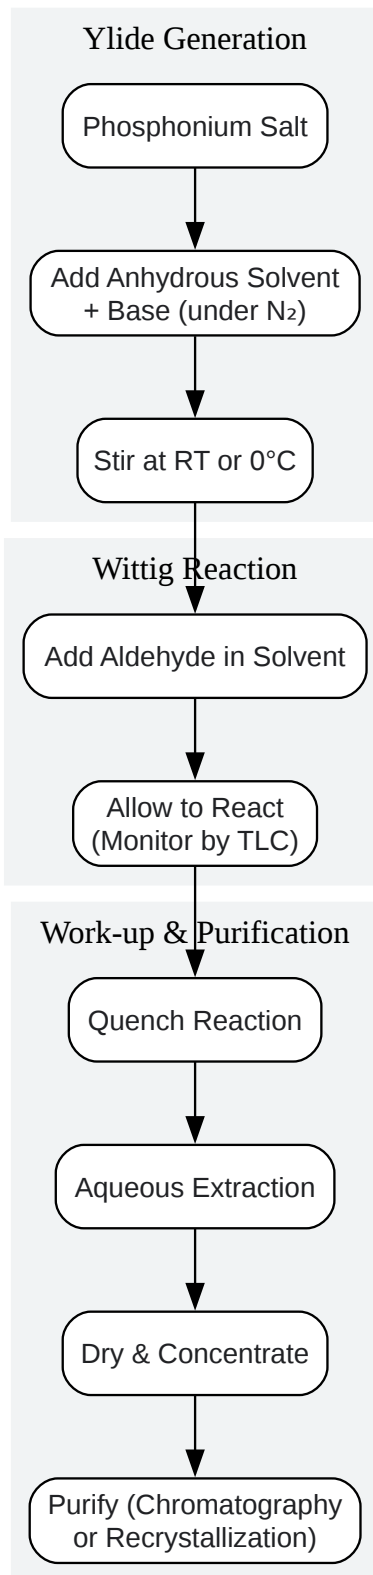 Ylide Generation
Phosphonium Salt
Add Anhydrous Solvent
+ Base (under N₂)
Stir at RT or 0°C
Wittig Reaction
Add Aldehyde in Solvent
Allow to React
(Monitor by TLC)
Work-up & Purification
Quench Reaction
Aqueous Extraction
Dry & Concentrate
Purify (Chromatography
or Recrystallization)